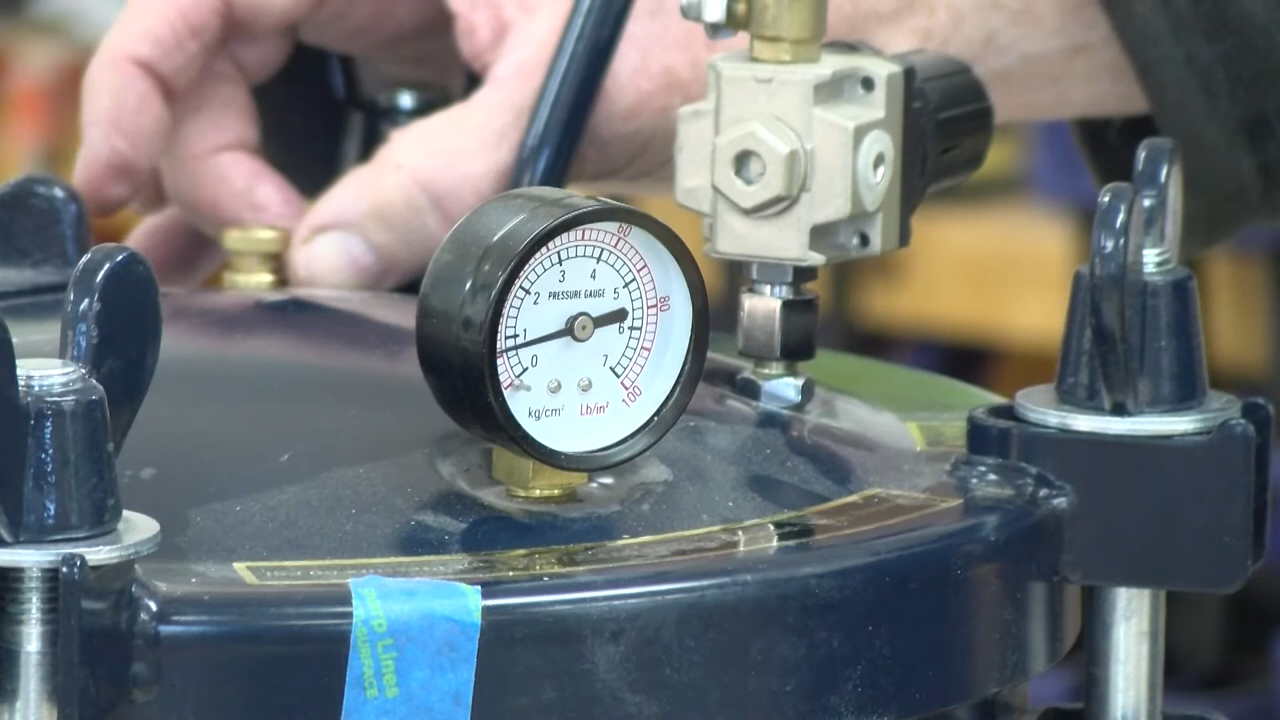 60
3 4
2 PRESSURE GAUGE 5
80
1 6
0 7
100
kg/cm² Lb/in²
arp Lines
SURFACE